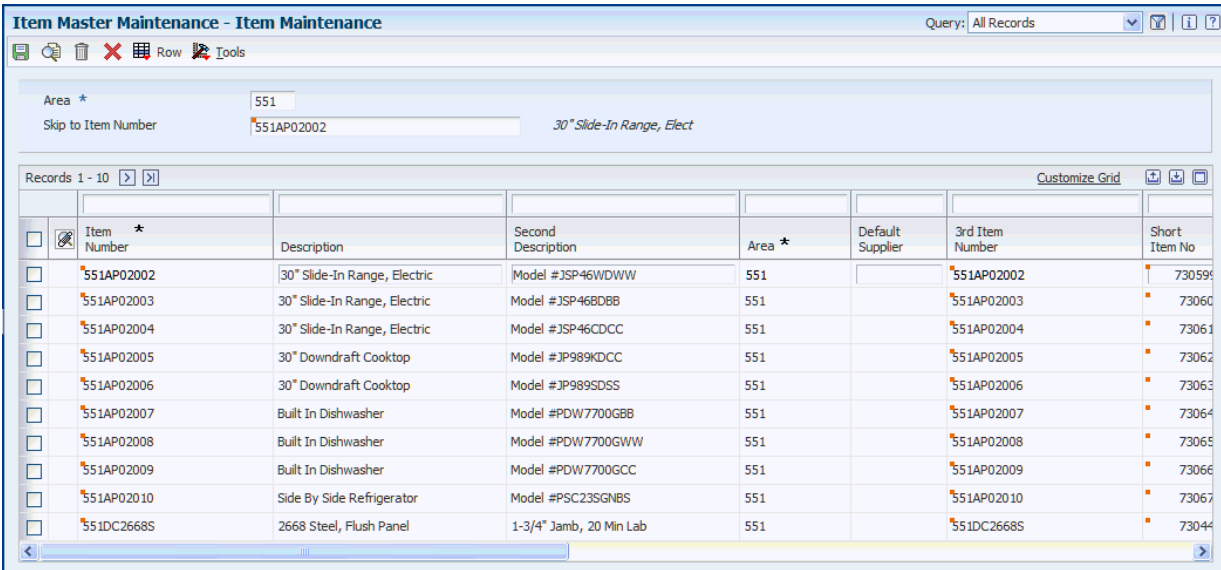 Item Master Maintenance - Item Maintenance
Query: All Records
Row Tools
Area * 551
Skip to Item Number 551AP02002 30" Slide-In Range, Elect
Records 1 - 10 Customize Grid
Item Number * Description Second Description Area * Default Supplier 3rd Item Number Short Item No
551AP02002 30" Slide-In Range, Electric Model #JSP46WDWW 551 551AP02002 730599
551AP02003 30" Slide-In Range, Electric Model #JSP46BDBB 551 551AP02003 73060
551AP02004 30" Slide-In Range, Electric Model #JSP46CDCC 551 551AP02004 73061
551AP02005 30" Downdraft Cooktop Model #JP989KDCC 551 551AP02005 73062
551AP02006 30" Downdraft Cooktop Model #JP989SDSS 551 551AP02006 73063
551AP02007 Built In Dishwasher Model #PDW7700GBB 551 551AP02007 73064
551AP02008 Built In Dishwasher Model #PDW7700GWW 551 551AP02008 73065
551AP02009 Built In Dishwasher Model #PDW7700GCC 551 551AP02009 73066
551AP02010 Side By Side Refrigerator Model #PSC23SGNBS 551 551AP02010 73067
551DC2668S 2668 Steel, Flush Panel 1-3/4" Jamb, 20 Min Lab 551 551DC2668S 73044